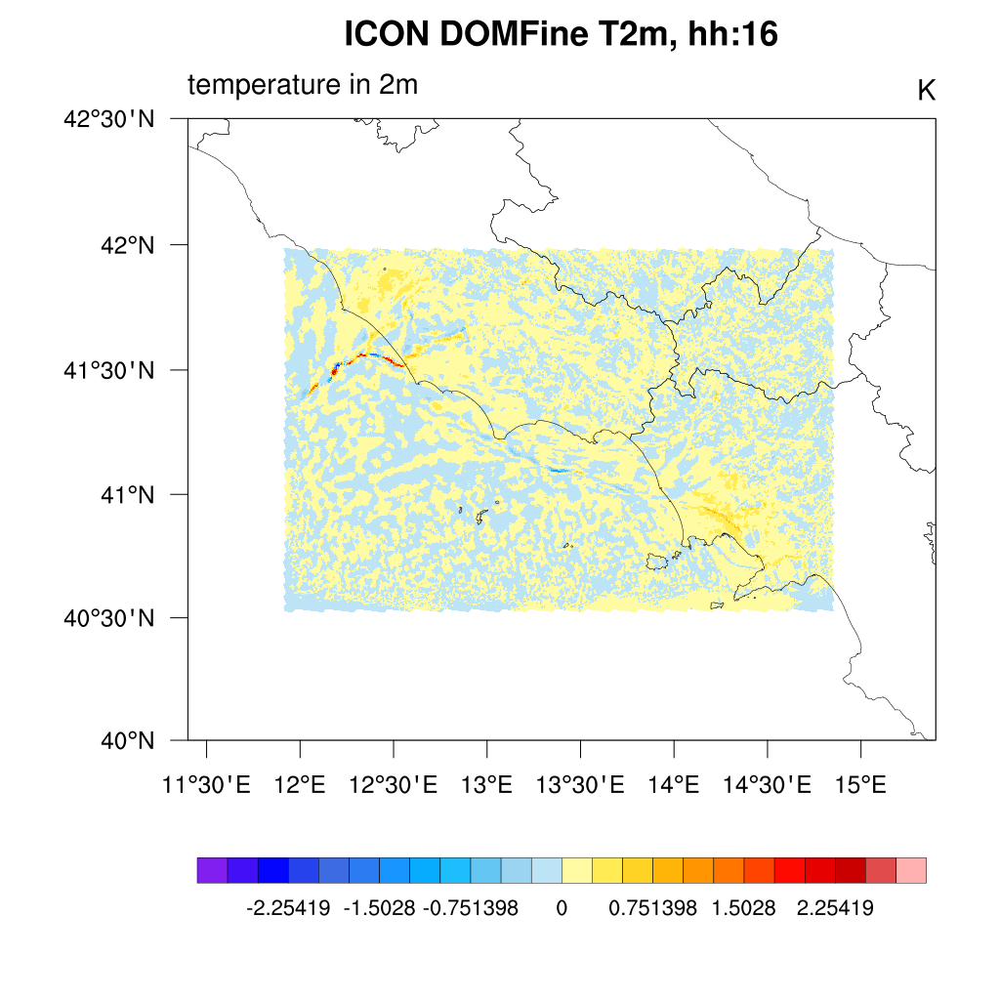 ICON DOMFine T2m, hh:16
temperature in 2m
K
42°30'N
42°N
41°30'N
41°N
40°30'N
40°N
11°30'E 12°E 12°30'E 13°E 13°30'E 14°E 14°30'E 15°E
-2.25419 -1.5028 -0.751398 0 0.751398 1.5028 2.25419